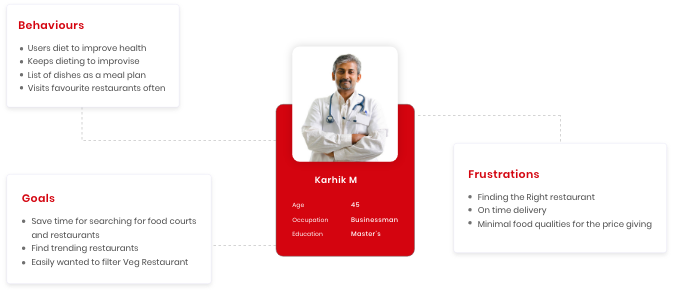 Behaviours
Users diet to improve health
Keeps dieting to improvise
List of dishes as a meal plan
Visits favourite restaurants often
Karhik M
Age 45
Occupation Businessman
Education Master's
Goals
Save time for searching for food courts
and restaurants
Find trending restaurants
Easily wanted to filter Veg Restaurant
Frustrations
Finding the Right restaurant
On time delivery
Minimal food qualities for the price giving